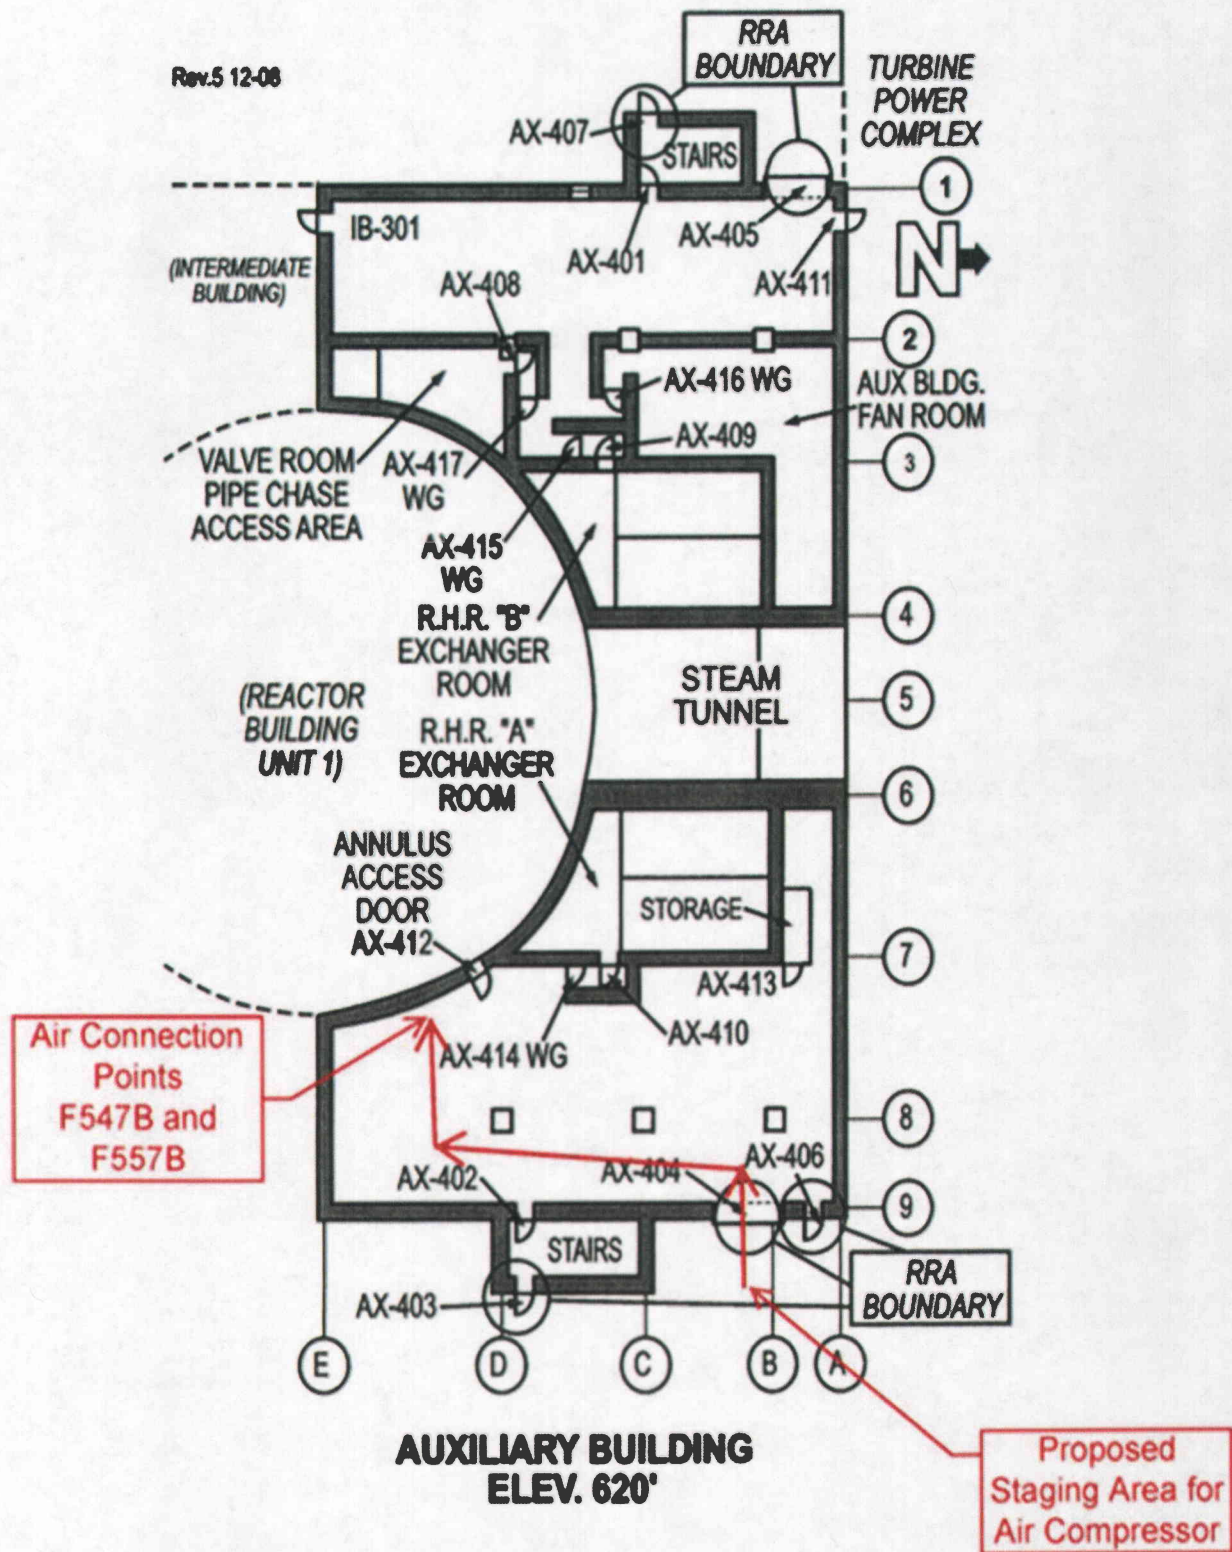 Rev.5 12-08
RRA
BOUNDARY
TURBINE
POWER
COMPLEX
AX-407
STAIRS
1
IB-301
AX-401
AX-405
AX-411
N
(INTERMEDIATE
BUILDING)
AX-408
2
AX-416 WG
AUX BLDG.
FAN ROOM
AX-409
3
VALVE ROOM
PIPE CHASE
ACCESS AREA
AX-417
WG
AX-415
WG
R.H.R. "B"
EXCHANGER
ROOM
4
STEAM
TUNNEL
5
(REACTOR
BUILDING
UNIT 1)
R.H.R. "A"
EXCHANGER
ROOM
6
ANNULUS
ACCESS
DOOR
AX-412
STORAGE
7
AX-413
AX-410
AX-414 WG
Air Connection
Points
F547B and
F557B
8
AX-402
AX-404
AX-406
9
STAIRS
RRA
BOUNDARY
AX-403
E
D
C
B
A
AUXILIARY BUILDING
ELEV. 620'
Proposed
Staging Area for
Air Compressor